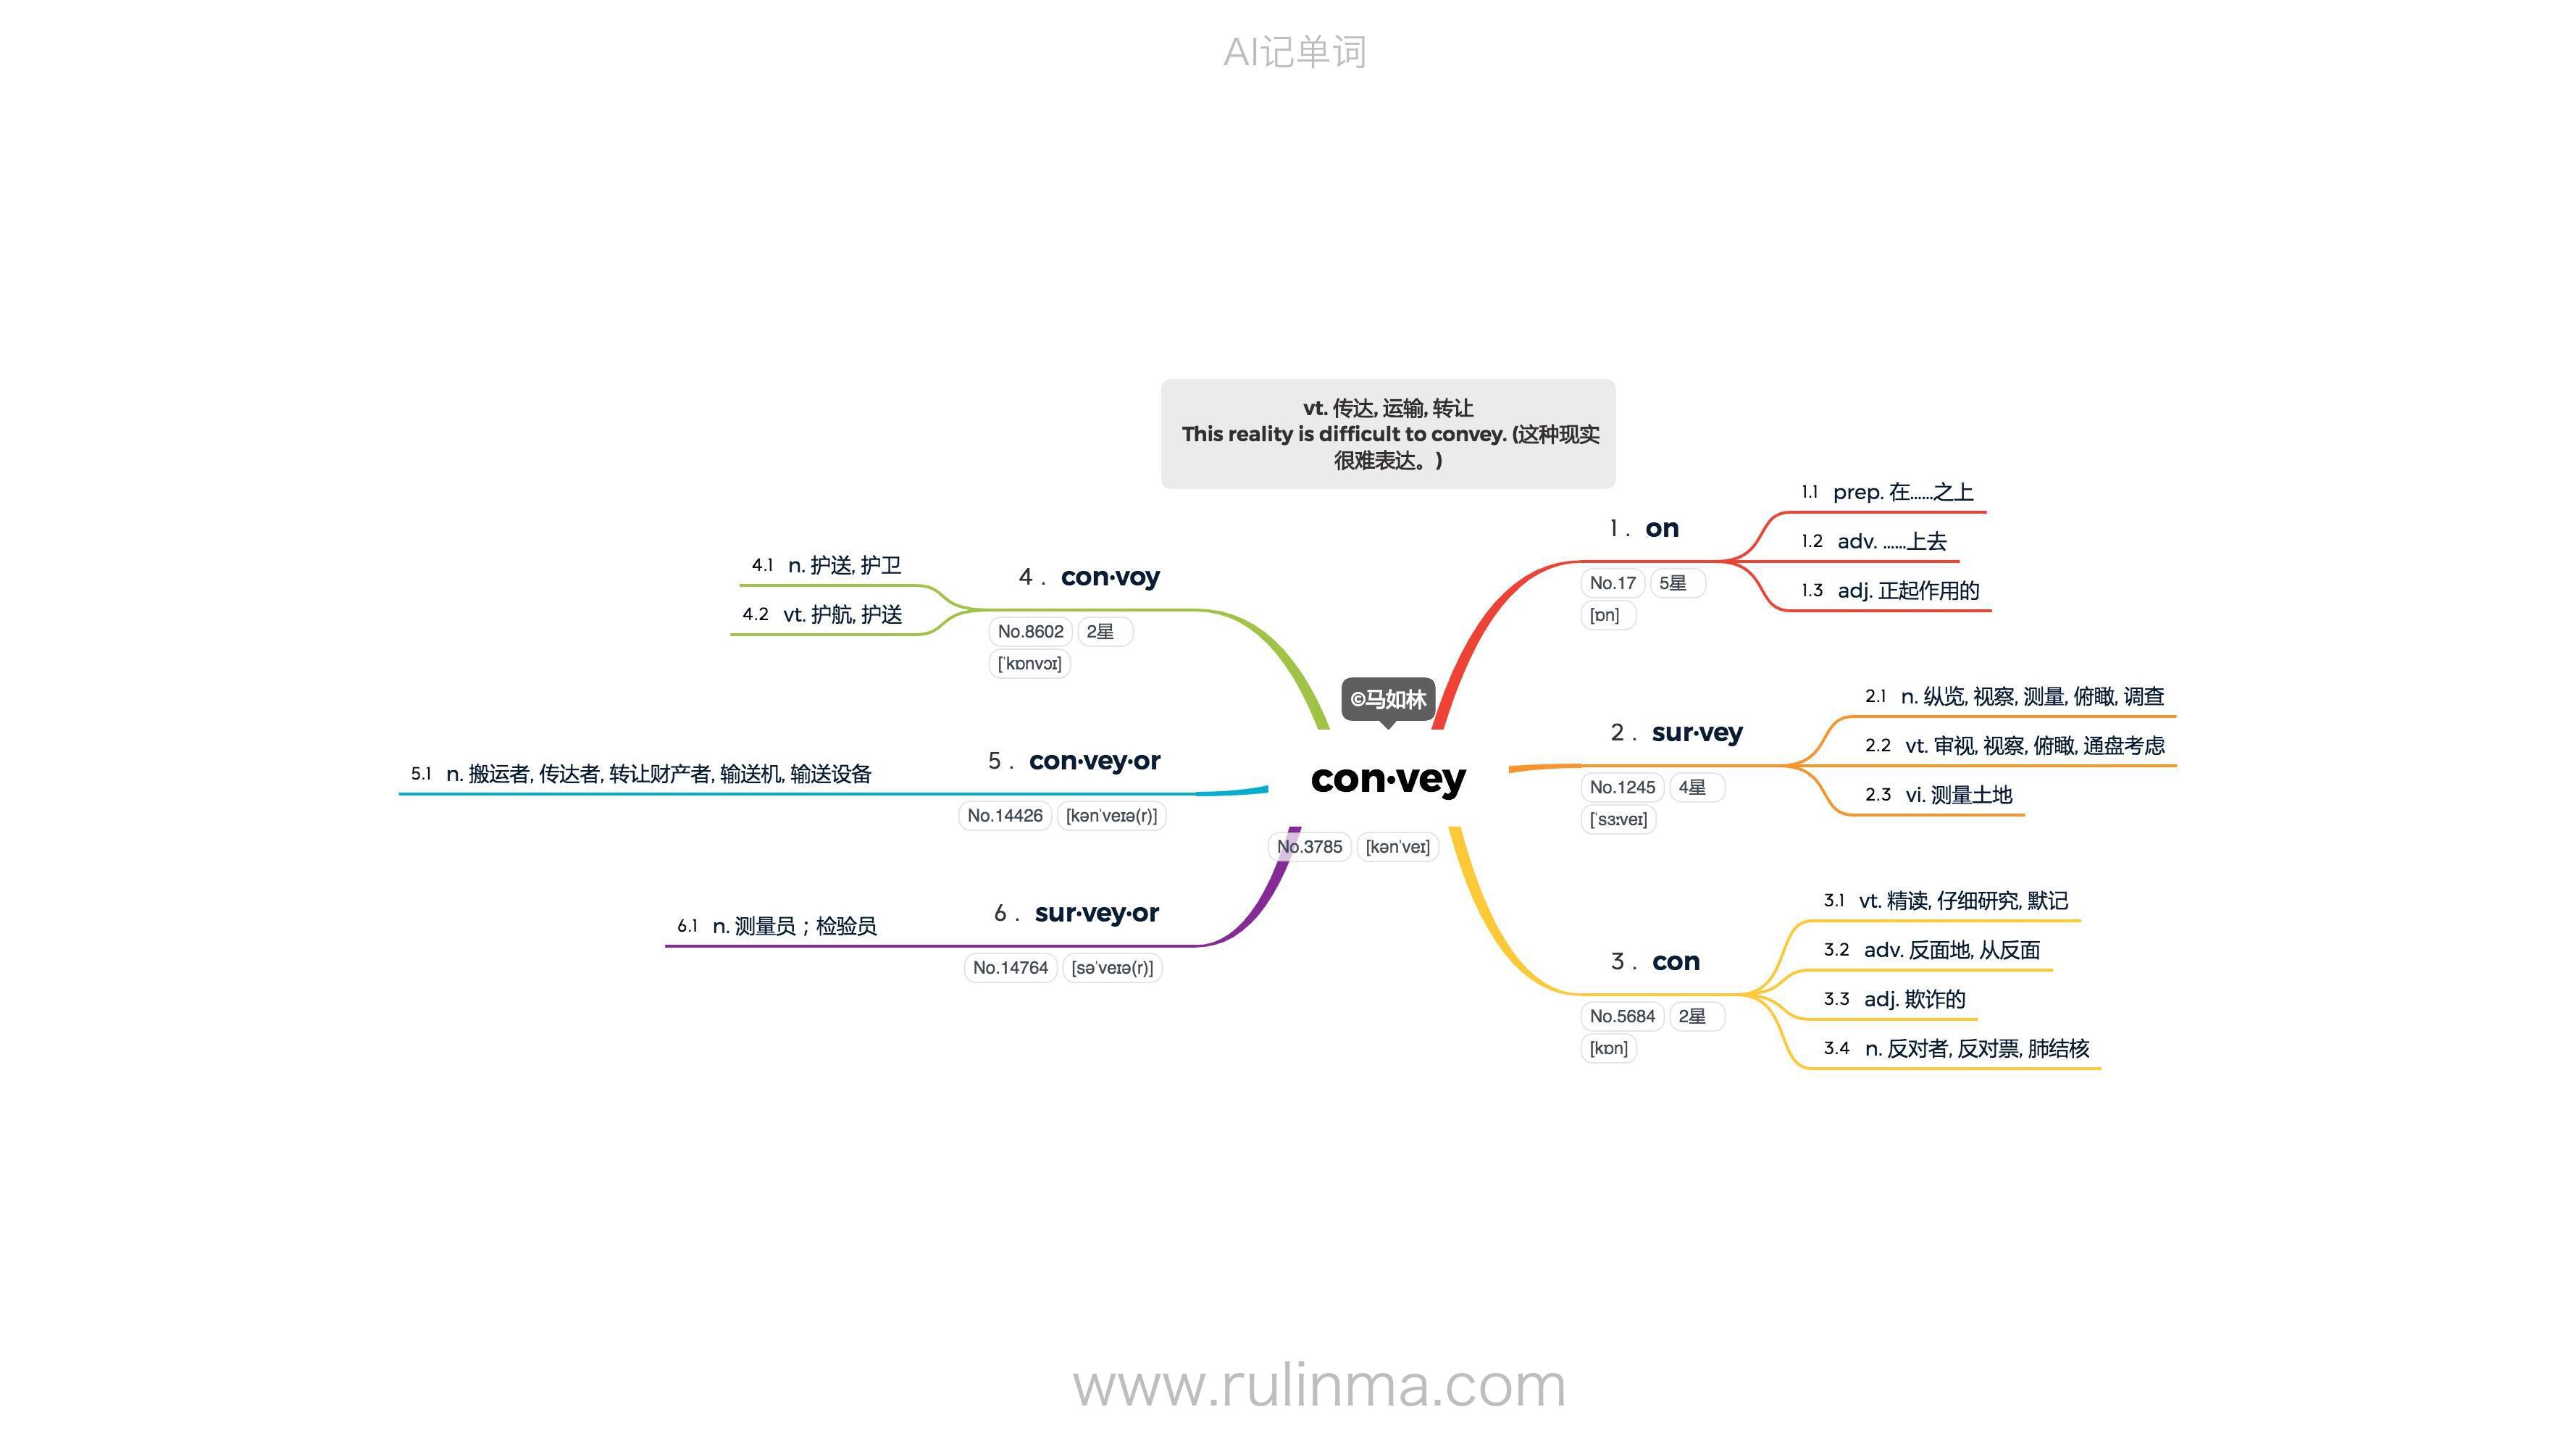 AI记单词
vt. 传达, 运输, 转让
This reality is difficult to convey. (这种现实
很难表达。)
©马如林
con·vey
No.3785 [kənˈveɪ]
1 . on
No.17 5星
[ɒn]
1.1 prep. 在……之上
1.2 adv. ……上去
1.3 adj. 正起作用的
2 . sur·vey
No.1245 4星
[ˈsɜːveɪ]
2.1 n. 纵览, 视察, 测量, 俯瞰, 调查
2.2 vt. 审视, 视察, 俯瞰, 通盘考虑
2.3 vi. 测量土地
3 . con
No.5684 2星
[kɒn]
3.1 vt. 精读, 仔细研究, 默记
3.2 adv. 反面地, 从反面
3.3 adj. 欺诈的
3.4 n. 反对者, 反对票, 肺结核
4 . con·voy
No.8602 2星
[ˈkɒnvɔɪ]
4.1 n. 护送, 护卫
4.2 vt. 护航, 护送
5 . con·vey·or
No.14426 [kənˈveɪə(r)]
5.1 n. 搬运者, 传达者, 转让财产者, 输送机, 输送设备
6 . sur·vey·or
No.14764 [səˈveɪə(r)]
6.1 n. 测量员；检验员
www.rulinma.com